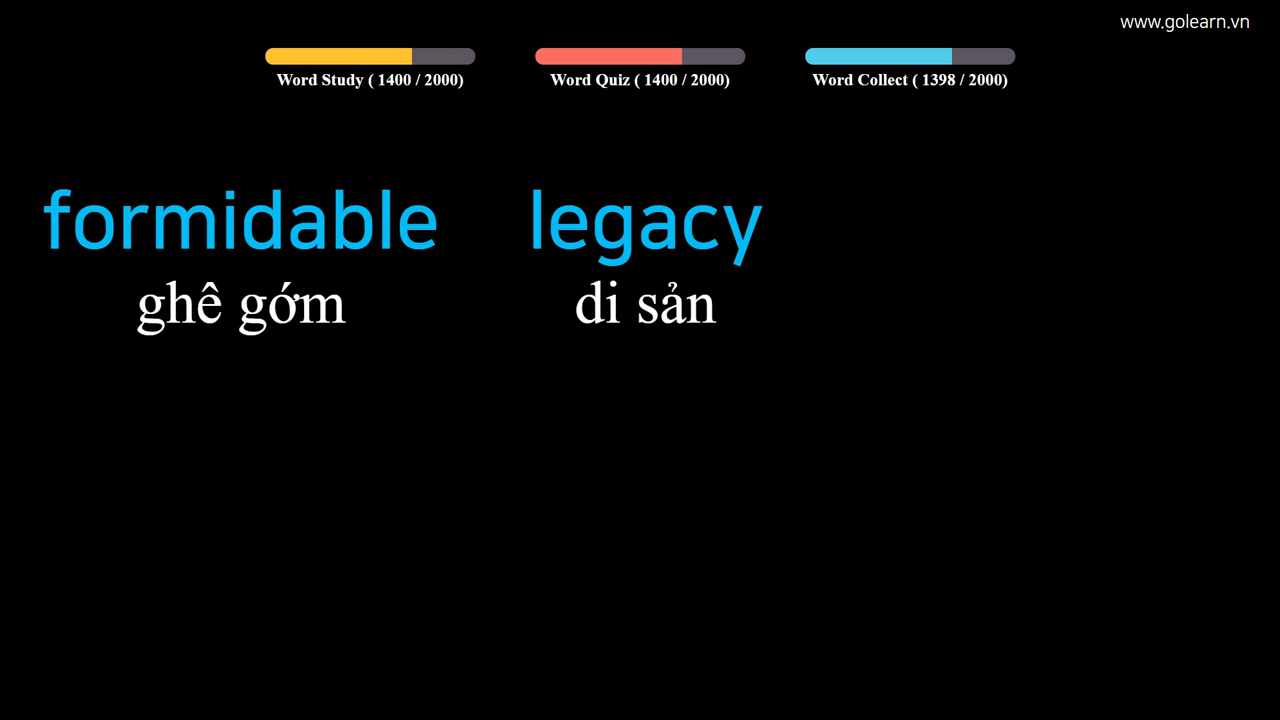 www.golearn.vn
Word Study ( 1400 / 2000)
Word Quiz ( 1400 / 2000)
Word Collect ( 1398 / 2000)
formidable legacy
ghê gớm di sản